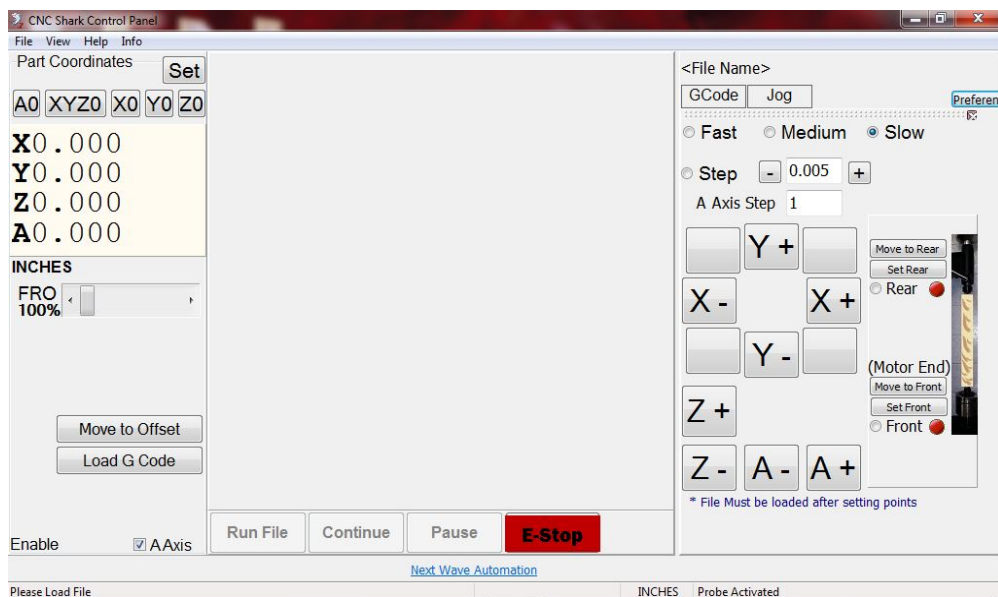 CNC Shark Control Panel
File View Help Info
Part Coordinates
Set
A0 XYZ0 X0 Y0 Z0
X0.000
Y0.000
Z0.000
A0.000
INCHES
FRO
100%
Move to Offset
Load G Code
Enable
A Axis
Run File Continue Pause E-Stop
<File Name>
GCode Jog
Preferen
Fast Medium Slow
Step - 0.005 +
A Axis Step 1
Y +
X - X +
Y -
Z +
Z - A - A +
Move to Rear
Set Rear
Rear
(Motor End)
Move to Front
Set Front
Front
* File Must be loaded after setting points
Next Wave Automation
Please Load File INCHES Probe Activated